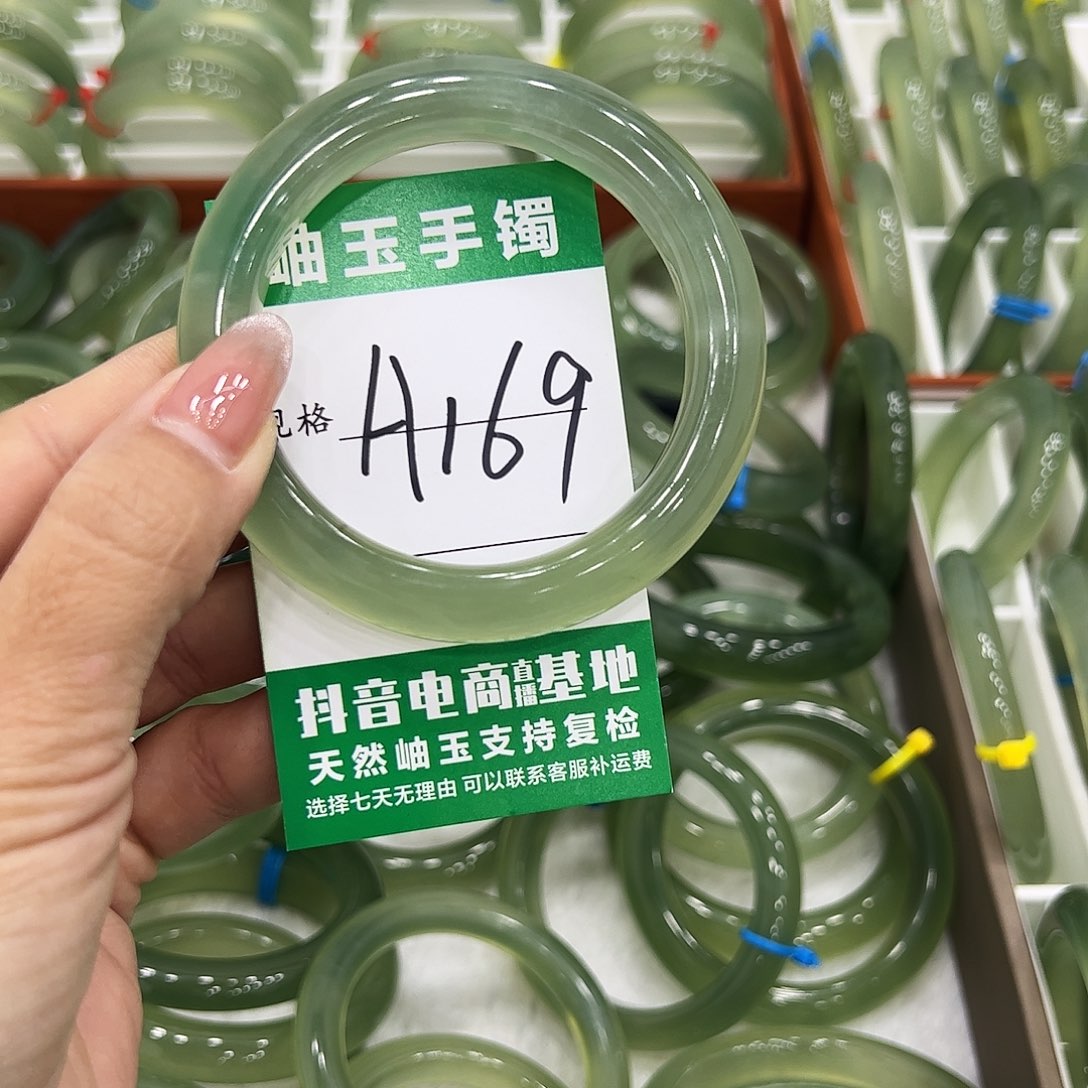 岫玉手镯
规格 A169
抖音电商直播基地
天然岫玉支持复检
选择七天无理由 可以联系客服补运费